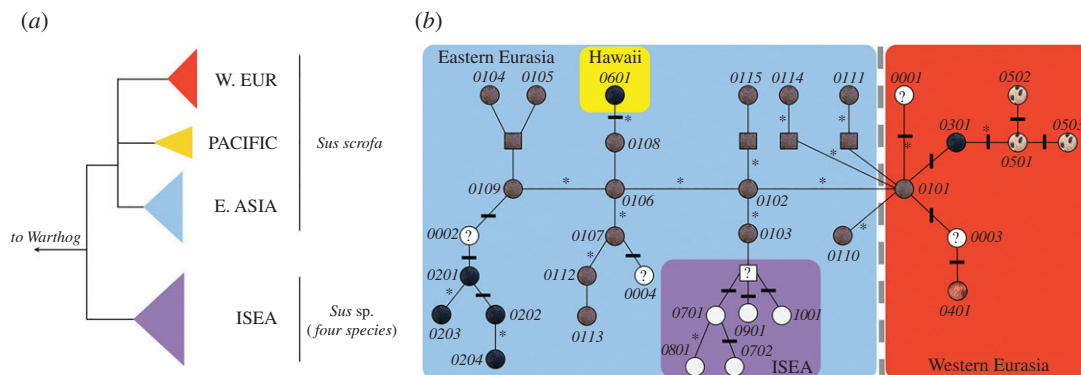 (a)
W. EUR
PACIFIC
Sus scrofa
E. ASIA
to Warthog
ISEA
Sus sp.
(four species)
(b)
Eastern Eurasia
Hawaii
0104 0105 0601 0115 0114 0111 0001 0502
? * * * *
0108 0301 * 0503
* 0501
0109 * 0106 * 0102 * 0101
* * *
0002 ? 0107 0103 0110 ? 0003
0201 * 0112 ? 0004 ?
* 0202 0701 0901 1001 0401
0203 * 0113 *
0204 0801 0702
ISEA
Western Eurasia